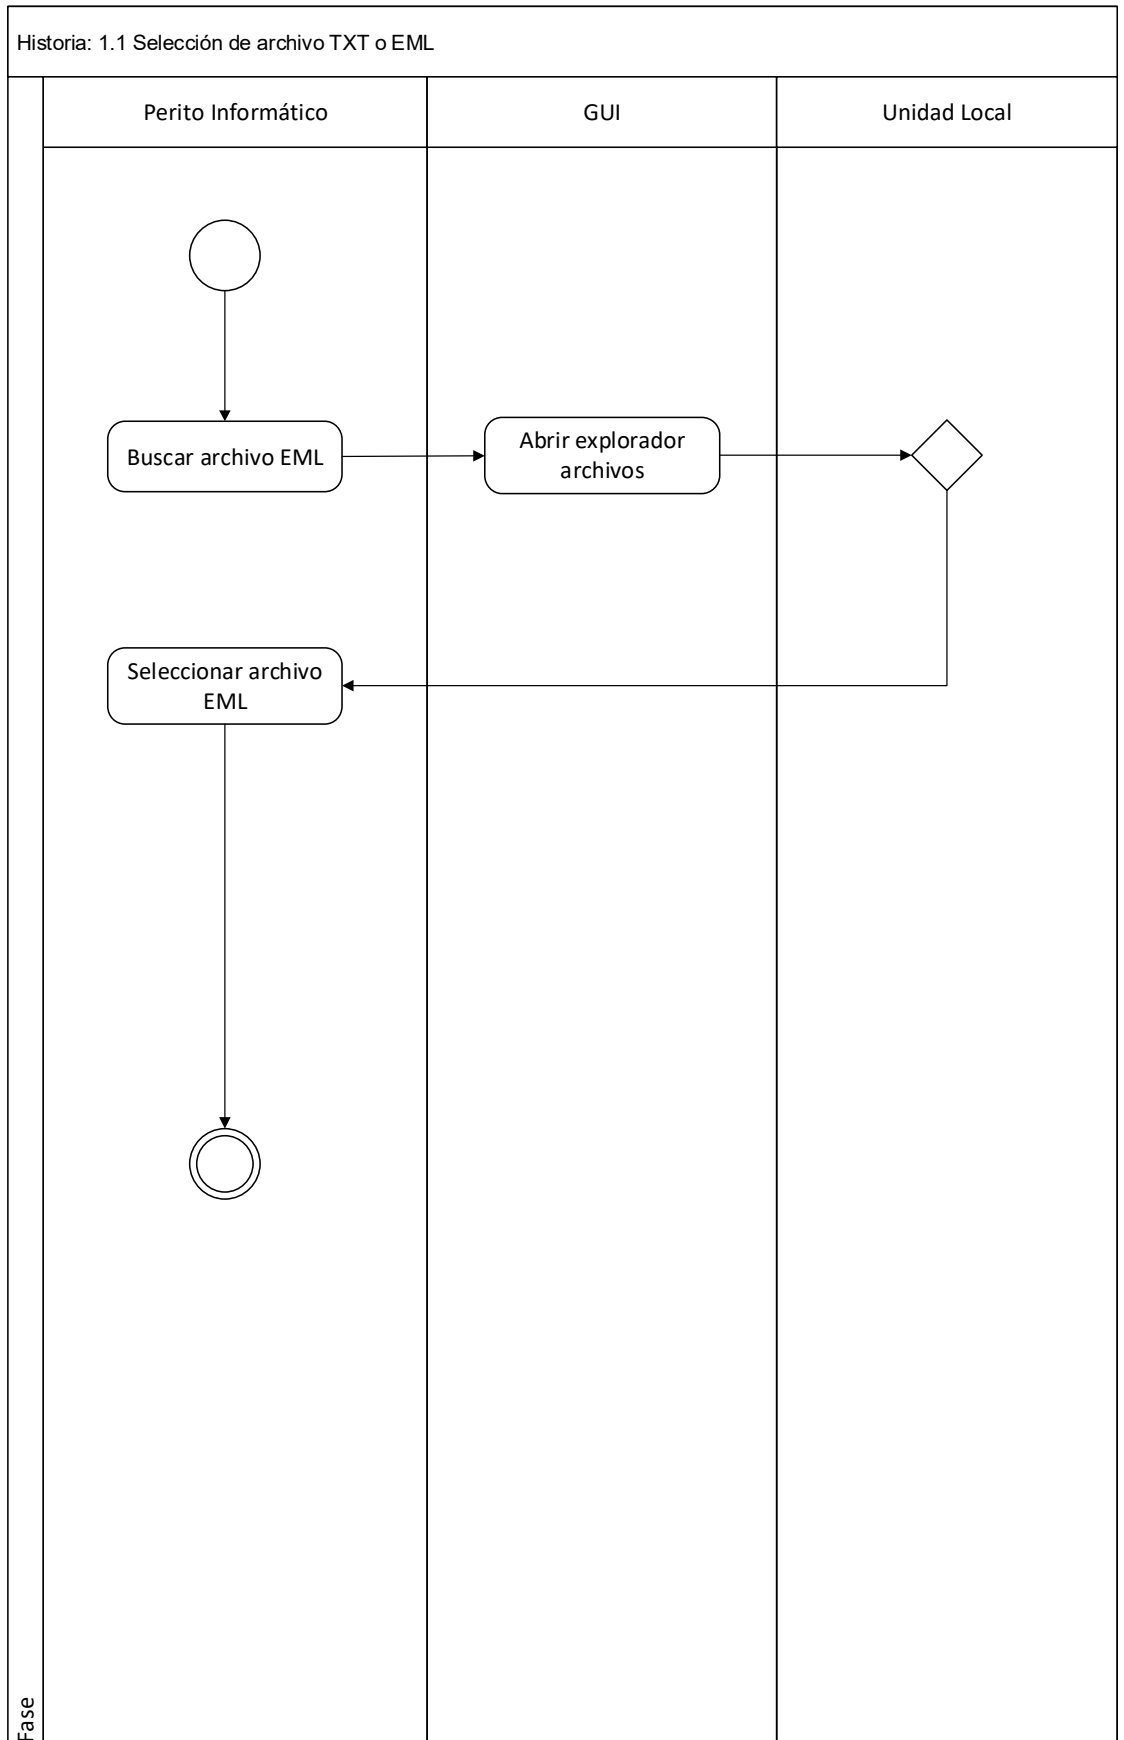 Historia: 1.1 Selección de archivo TXT o EML
Perito Informático
GUI
Unidad Local
Buscar archivo EML
Abrir explorador
archivos
Seleccionar archivo
EML
Fase